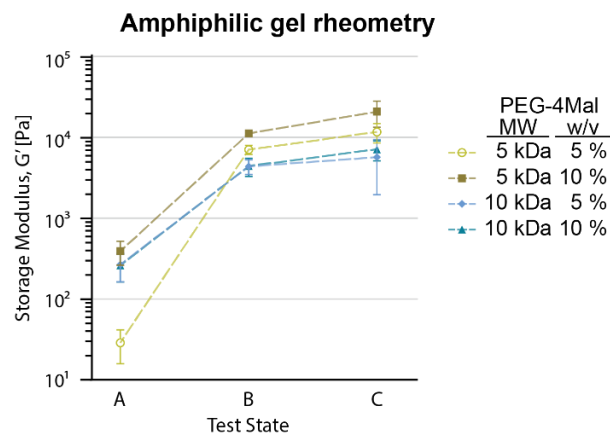 Amphiphilic gel rheometry
10⁵
10⁴
10³
10²
10¹
Storage Modulus, G' [Pa]
A B C
Test State
PEG-4Mal
MW w/v
5 kDa 5 %
5 kDa 10 %
10 kDa 5 %
10 kDa 10 %